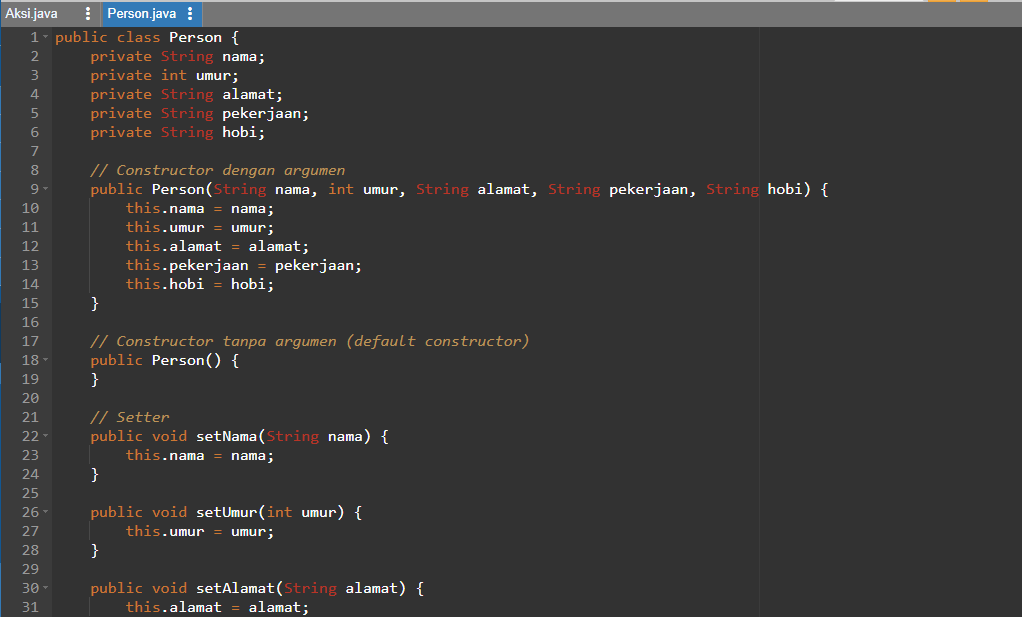 Aksi.java Person.java
1 public class Person {
2 private String nama;
3 private int umur;
4 private String alamat;
5 private String pekerjaan;
6 private String hobi;
7
8 // Constructor dengan argumen
9 public Person(String nama, int umur, String alamat, String pekerjaan, String hobi) {
10 this.nama = nama;
11 this.umur = umur;
12 this.alamat = alamat;
13 this.pekerjaan = pekerjaan;
14 this.hobi = hobi;
15 }
16
17 // Constructor tanpa argumen (default constructor)
18 public Person() {
19 }
20
21 // Setter
22 public void setNama(String nama) {
23 this.nama = nama;
24 }
25
26 public void setUmur(int umur) {
27 this.umur = umur;
28 }
29
30 public void setAlamat(String alamat) {
31 this.alamat = alamat;